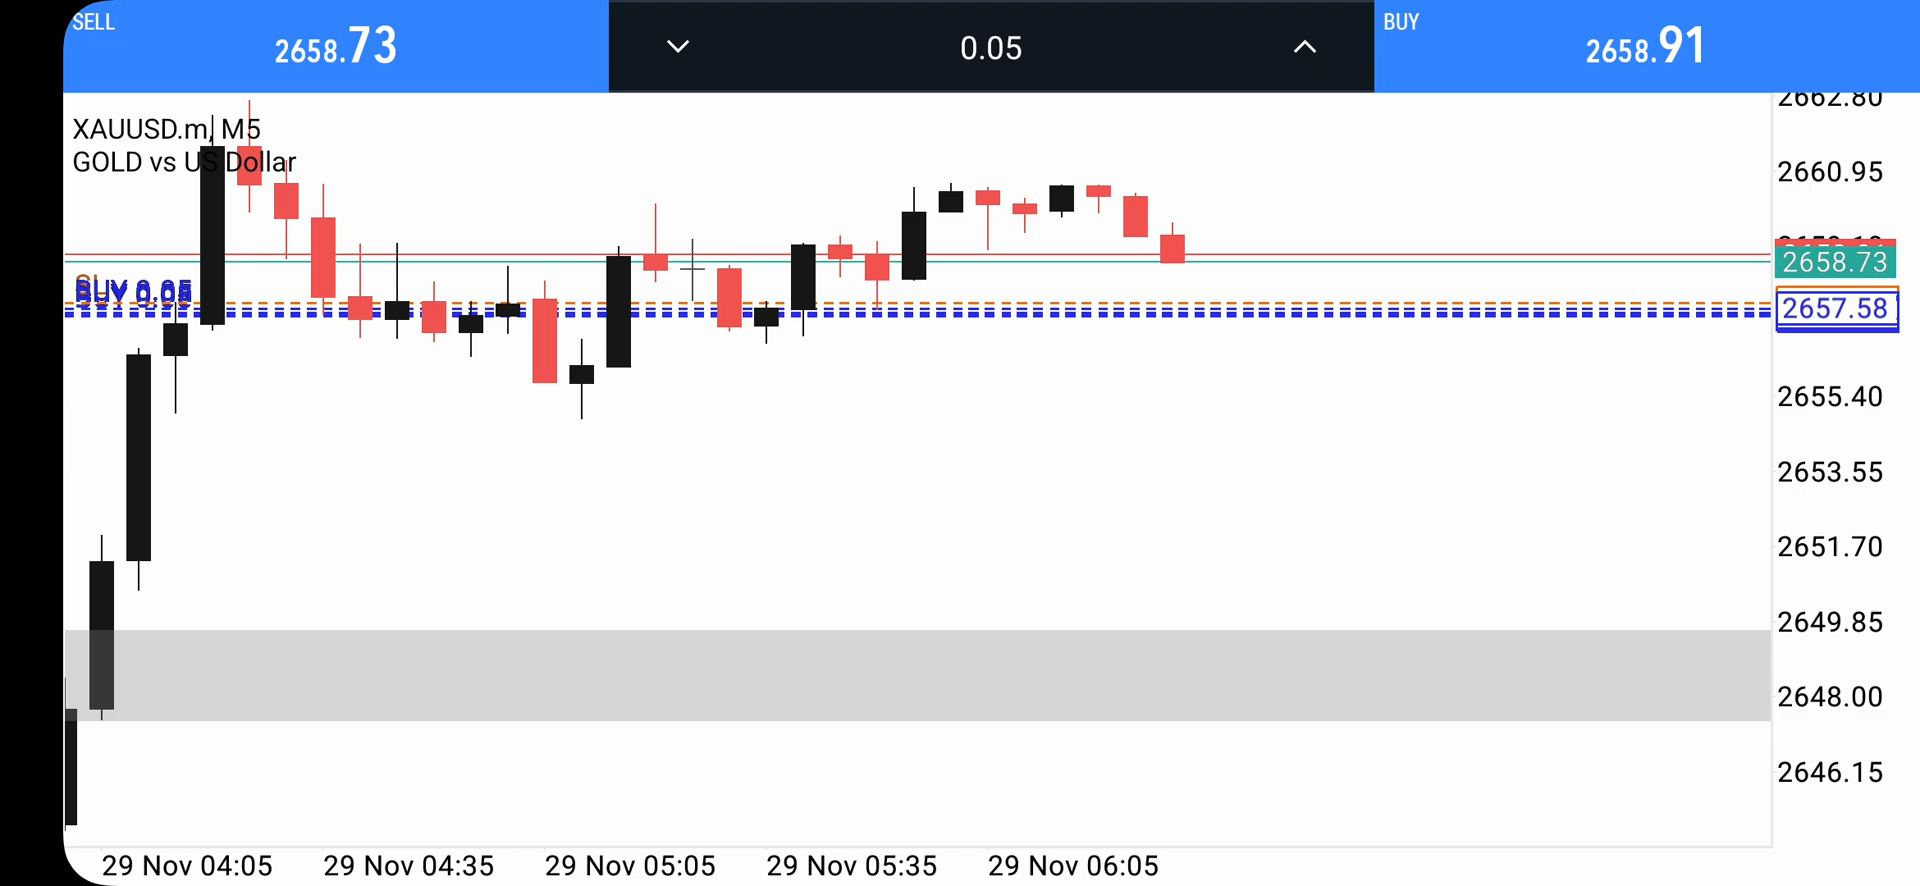 SELL
2658.73
0.05
BUY
2658.91
XAUUSD.m, M5
GOLD vs US Dollar
2662.80
2660.95
2658.73
SL
BUY 0.05
2657.58
2655.40
2653.55
2651.70
2649.85
2648.00
2646.15
29 Nov 04:05
29 Nov 04:35
29 Nov 05:05
29 Nov 05:35
29 Nov 06:05